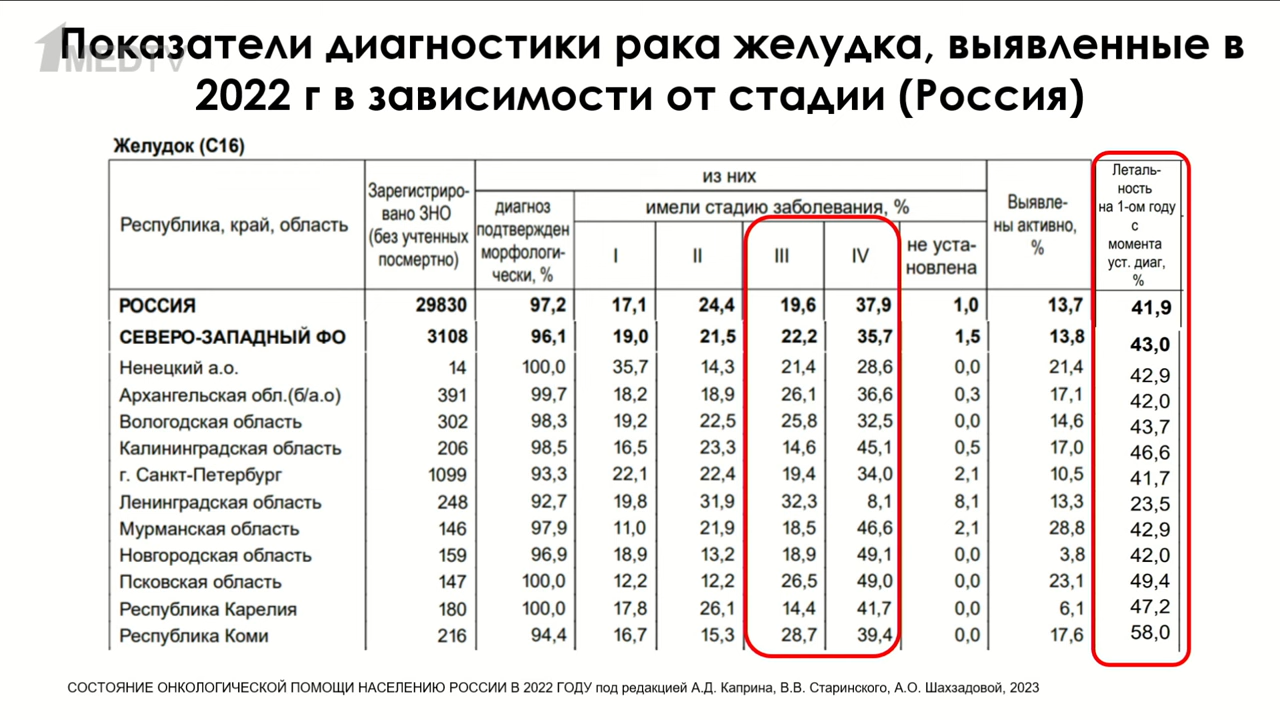 Показатели диагностики рака желудка, выявленные в
2022 г в зависимости от стадии (Россия)
1MEDTV
Желудок (C16)
Республика, край, область
Зарегистриро-
вано ЗНО
(без учтенных
посмертно)
из них
диагноз
подтвержден
морфологи-
чески, %
имели стадию заболевания, %
I II III IV не уста-
новлена
Выявле-
ны активно,
%
Леталь-
ность
на 1-ом году
с
момента
уст. диаг,
%
РОССИЯ 29830 97,2 17,1 24,4 19,6 37,9 1,0 13,7 41,9
СЕВЕРО-ЗАПАДНЫЙ ФО 3108 96,1 19,0 21,5 22,2 35,7 1,5 13,8 43,0
Ненецкий а.о. 14 100,0 35,7 14,3 21,4 28,6 0,0 21,4 42,9
Архангельская обл.(б/а.о) 391 99,7 18,2 18,9 26,1 36,6 0,3 17,1 42,0
Вологодская область 302 98,3 19,2 22,5 25,8 32,5 0,0 14,6 43,7
Калининградская область 206 98,5 16,5 23,3 14,6 45,1 0,5 17,0 46,6
г. Санкт-Петербург 1099 93,3 22,1 22,4 19,4 34,0 2,1 10,5 41,7
Ленинградская область 248 92,7 19,8 31,9 32,3 8,1 8,1 13,3 23,5
Мурманская область 146 97,9 11,0 21,9 18,5 46,6 2,1 28,8 42,9
Новгородская область 159 96,9 18,9 13,2 18,9 49,1 0,0 3,8 42,0
Псковская область 147 100,0 12,2 12,2 26,5 49,0 0,0 23,1 49,4
Республика Карелия 180 100,0 17,8 26,1 14,4 41,7 0,0 6,1 47,2
Республика Коми 216 94,4 16,7 15,3 28,7 39,4 0,0 17,6 58,0
СОСТОЯНИЕ ОНКОЛОГИЧЕСКОЙ ПОМОЩИ НАСЕЛЕНИЮ РОССИИ В 2022 ГОДУ под редакцией А.Д. Каприна, В.В. Старинского, А.О. Шахзадовой, 2023